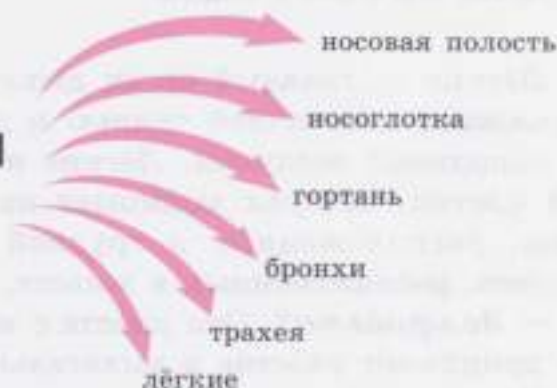 носовая полость
носоглотка
гортань
бронхи
трахея
лёгкие